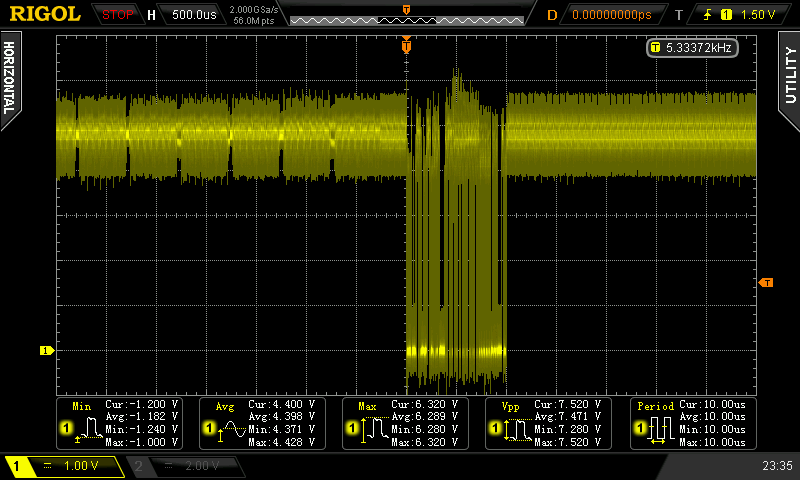 RIGOL STOP H 500.0us 2.000GSa/s D 0.00000000ps T 1 1.50 V
56.0M pts
T
T 5.33372kHz
HORIZONTAL
UTILITY
T
1
Min Cur:-1.200 V
Avg:-1.182 V
Min:-1.240 V
Max:-1.000 V
1
Avg Cur:4.400 V
Avg:4.398 V
Min:4.371 V
Max:4.428 V
1
Max Cur:6.320 V
Avg:6.289 V
Min:6.280 V
Max:6.320 V
1
Vpp Cur:7.520 V
Avg:7.471 V
Min:7.280 V
Max:7.520 V
1
Period Cur:10.00us
Avg:10.00us
Min:10.00us
Max:10.00us
1
1 1.00 V 2 2.00 V 23:35